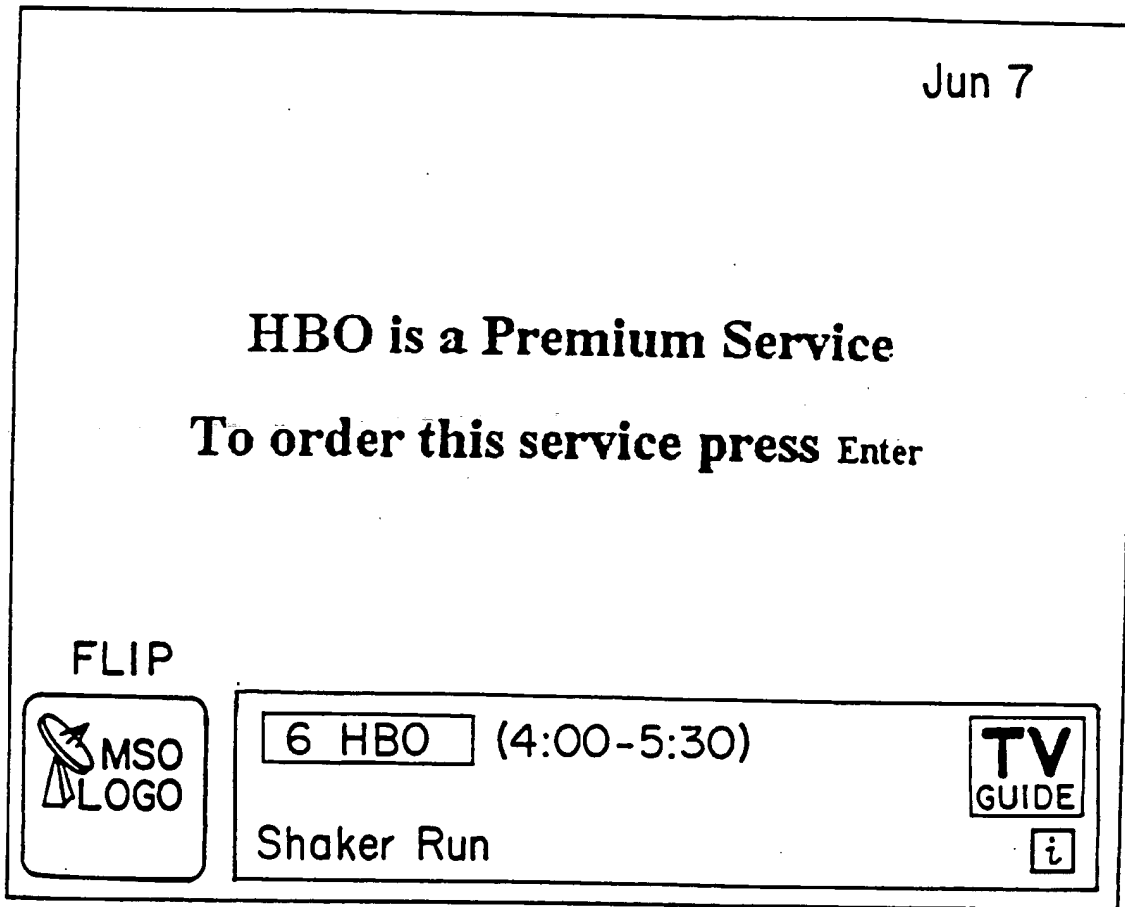 Jun 7
HBO is a Premium Service
To order this service press Enter
FLIP
MSO
LOGO
6 HBO (4:00-5:30)
TV
GUIDE
Shaker Run
i